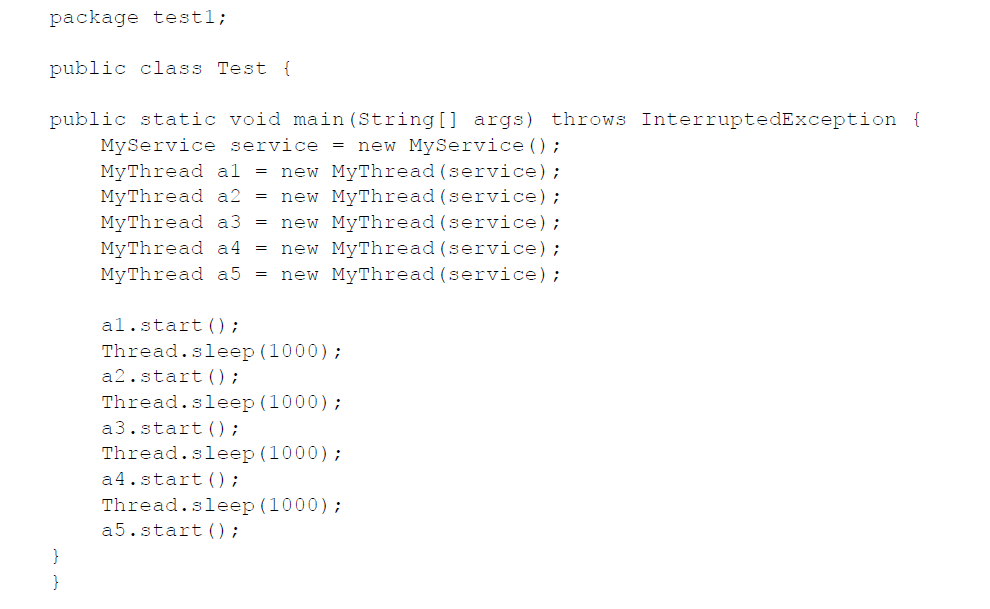 package test1;
public class Test {
public static void main(String[] args) throws InterruptedException {
MyService service = new MyService();
MyThread a1 = new MyThread(service);
MyThread a2 = new MyThread(service);
MyThread a3 = new MyThread(service);
MyThread a4 = new MyThread(service);
MyThread a5 = new MyThread(service);
a1.start();
Thread.sleep(1000);
a2.start();
Thread.sleep(1000);
a3.start();
Thread.sleep(1000);
a4.start();
Thread.sleep(1000);
a5.start();
}
}